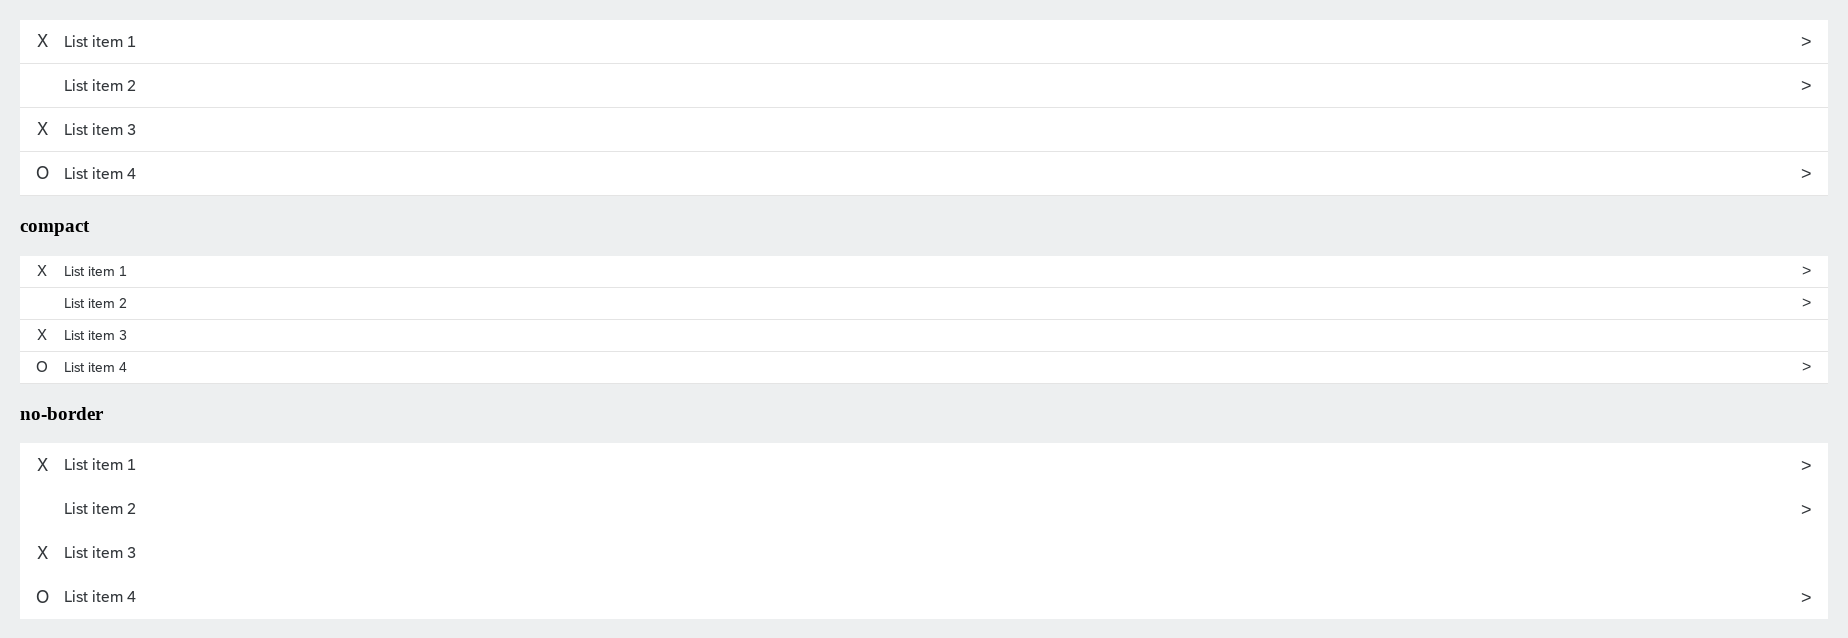 X List item 1 >
List item 2 >
X List item 3
O List item 4 >
compact
X List item 1 >
List item 2 >
X List item 3
O List item 4 >
no-border
X List item 1 >
List item 2 >
X List item 3
O List item 4 >